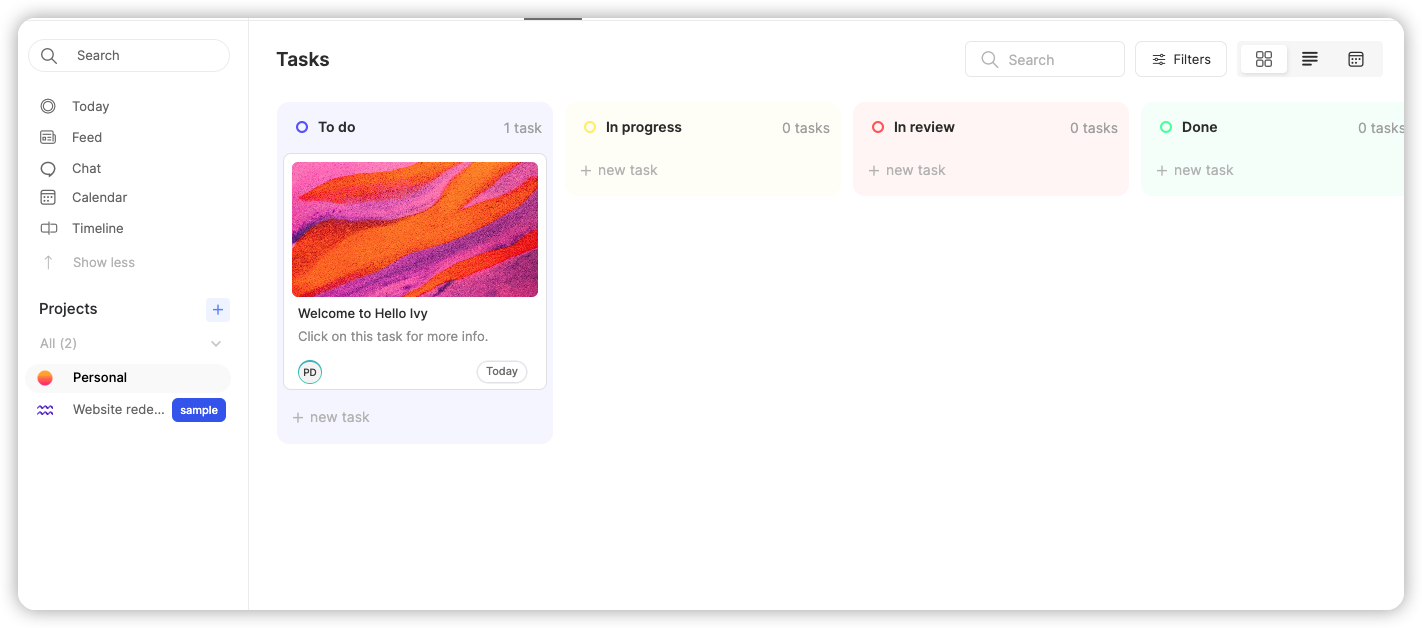 Search
Today
Feed
Chat
Calendar
Timeline
Show less
Projects
All (2)
Personal
Website rede... sample
Tasks
Search
Filters
To do 1 task
Welcome to Hello Ivy
Click on this task for more info.
PD Today
+ new task
In progress 0 tasks
+ new task
In review 0 tasks
+ new task
Done 0 tasks
+ new task